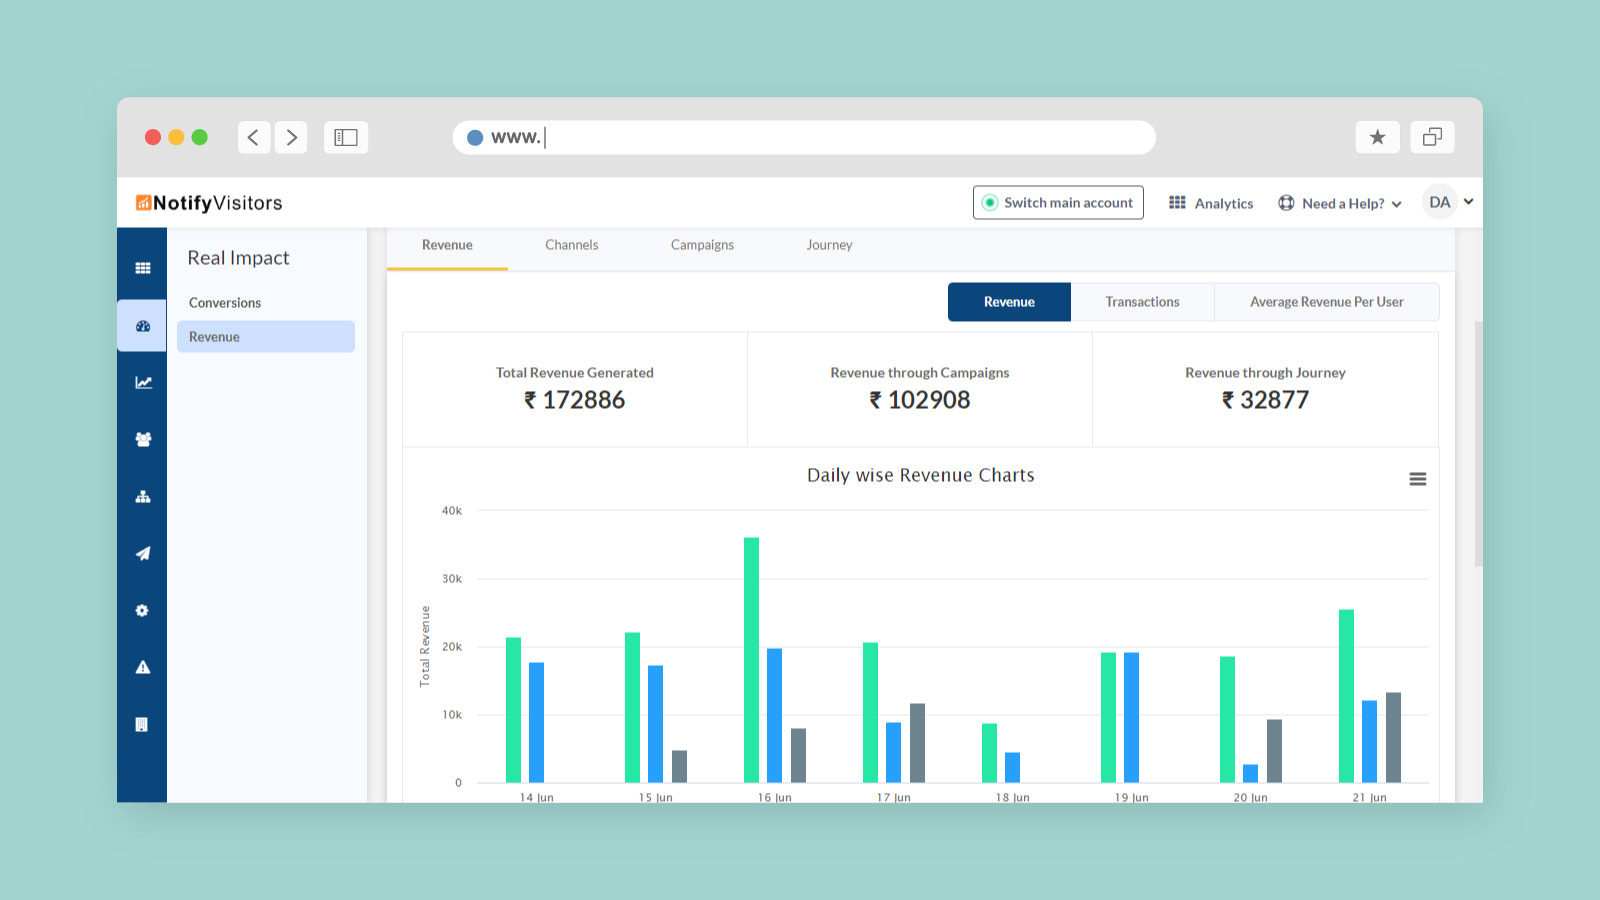 www.
NotifyVisitors
Switch main account
Analytics
Need a Help?
DA
Real Impact
Conversions
Revenue
Revenue Channels Campaigns Journey
Revenue Transactions Average Revenue Per User
Total Revenue Generated
₹ 172886
Revenue through Campaigns
₹ 102908
Revenue through Journey
₹ 32877
Daily wise Revenue Charts
Total Revenue
40k
30k
20k
10k
0
14 Jun 15 Jun 16 Jun 17 Jun 18 Jun 19 Jun 20 Jun 21 Jun